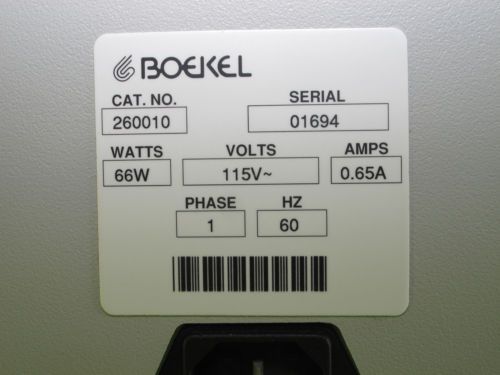 BOEKEL
CAT. NO. SERIAL
260010 01694
WATTS VOLTS AMPS
66W 115V~ 0.65A
PHASE HZ
1 60